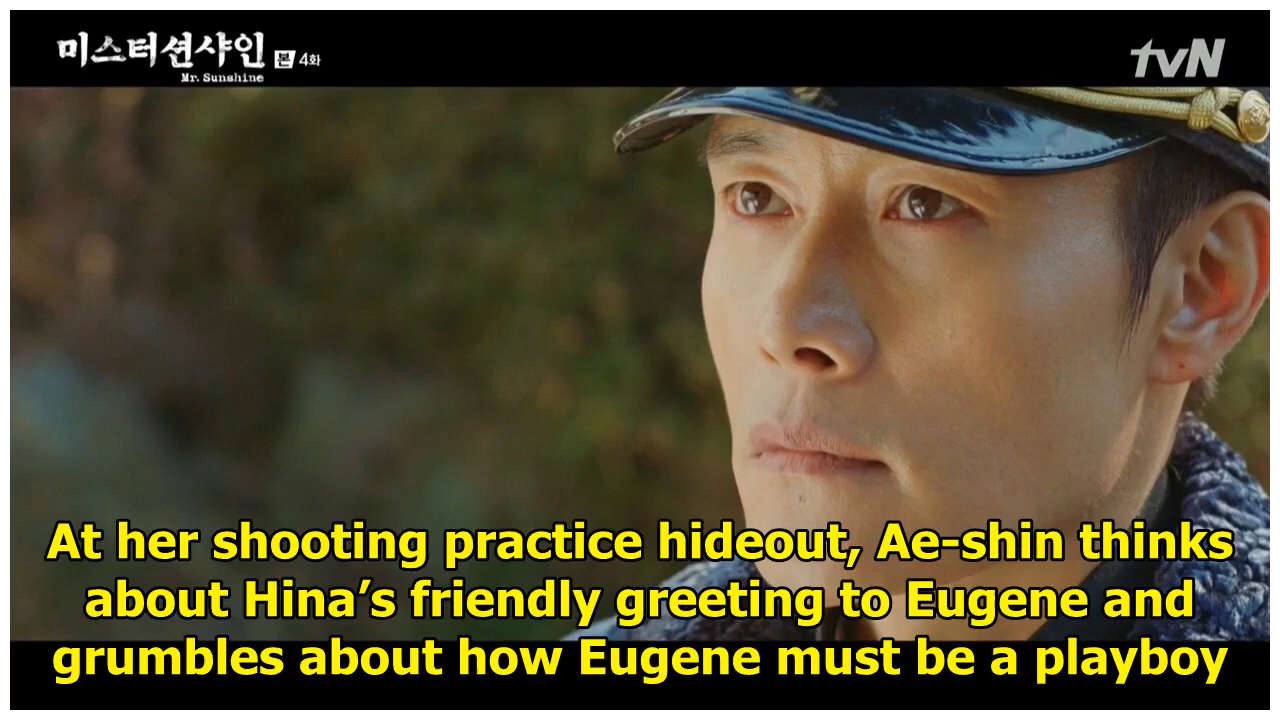 미스터션샤인 본 4화
Mr. Sunshine
tvN
At her shooting practice hideout, Ae-shin thinks
about Hina’s friendly greeting to Eugene and
grumbles about how Eugene must be a playboy